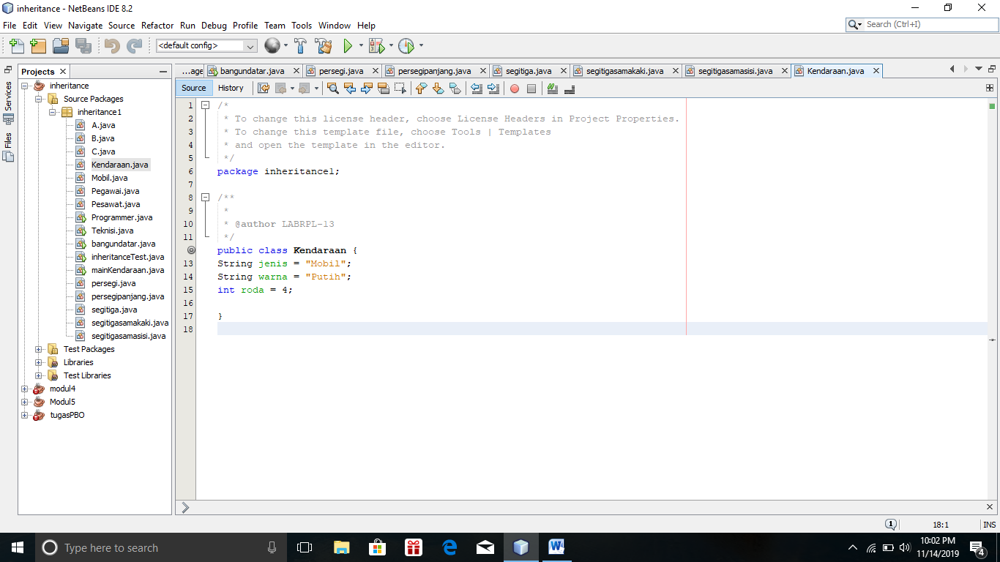 inheritance - NetBeans IDE 8.2
File Edit View Navigate Source Refactor Run Debug Profile Team Tools Window Help
Search (Ctrl+I)
<default config>
Projects
...age bangundatar.java persegi.java persegipanjang.java segitiga.java segitigasamakaki.java segitigasamasisi.java Kendaraan.java
Services
Files
inheritance
Source Packages
inheritance1
A.java
B.java
C.java
Kendaraan.java
Mobil.java
Pegawai.java
Pesawat.java
Programmer.java
Teknisi.java
bangundatar.java
inheritanceTest.java
mainKendaraan.java
persegi.java
persegipanjang.java
segitiga.java
segitigasamakaki.java
segitigasamasisi.java
Test Packages
Libraries
Test Libraries
modul4
Modul5
tugasPBO
Source History
1 /*
2 * To change this license header, choose License Headers in Project Properties.
3 * To change this template file, choose Tools | Templates
4 * and open the template in the editor.
5 */
6 package inheritance1;
7
8 /**
9 *
10 * @author LABRPL-13
11 */
public class Kendaraan {
13 String jenis = "Mobil";
14 String warna = "Putih";
15 int roda = 4;
16
17 }
18
1 18:1 INS
Type here to search
10:02 PM
11/14/2019
4